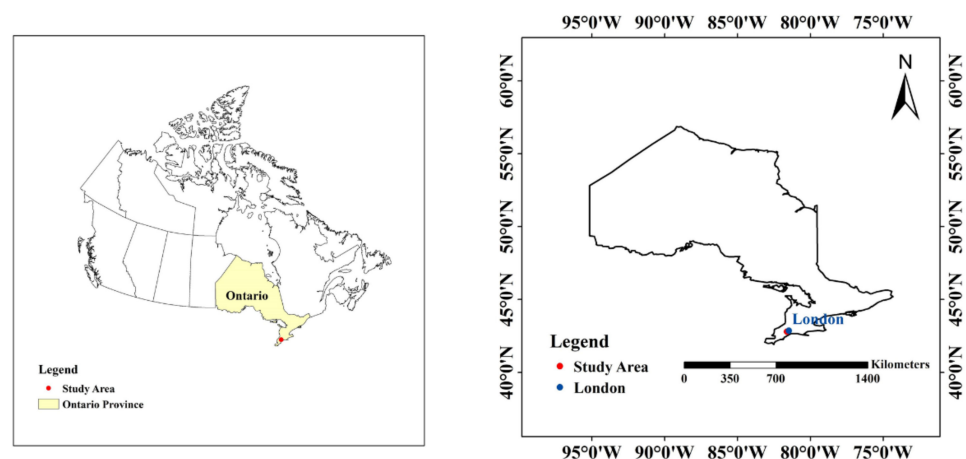 Ontario
Legend
Study Area
Ontario Province
95°0'W 90°0'W 85°0'W 80°0'W 75°0'W
60°0'N
55°0'N
50°0'N
45°0'N
40°0'N
N
60°0'N
55°0'N
50°0'N
45°0'N
40°0'N
London
Legend
Study Area
London
Kilometers
0 350 700 1400
95°0'W 90°0'W 85°0'W 80°0'W 75°0'W